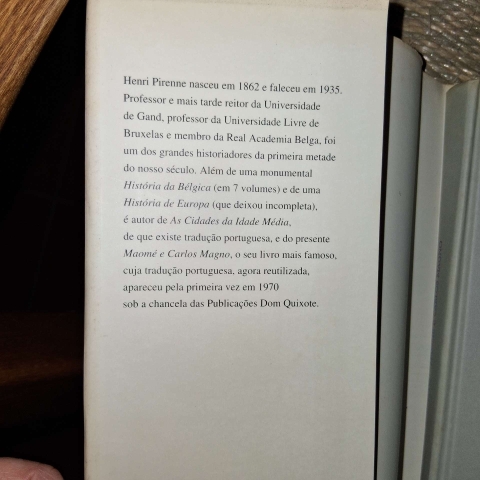 Henri Pirenne nasceu em 1862 e faleceu em 1935.
Professor e mais tarde reitor da Universidade
de Gand, professor da Universidade Livre de
Bruxelas e membro da Real Academia Belga, foi
um dos grandes historiadores da primeira metade
do nosso século. Além de uma monumental
História da Bélgica (em 7 volumes) e de uma
História de Europa (que deixou incompleta),
é autor de As Cidades da Idade Média,
de que existe tradução portuguesa, e do presente
Maomé e Carlos Magno, o seu livro mais famoso,
cuja tradução portuguesa, agora reutilizada,
apareceu pela primeira vez em 1970
sob a chancela das Publicações Dom Quixote.